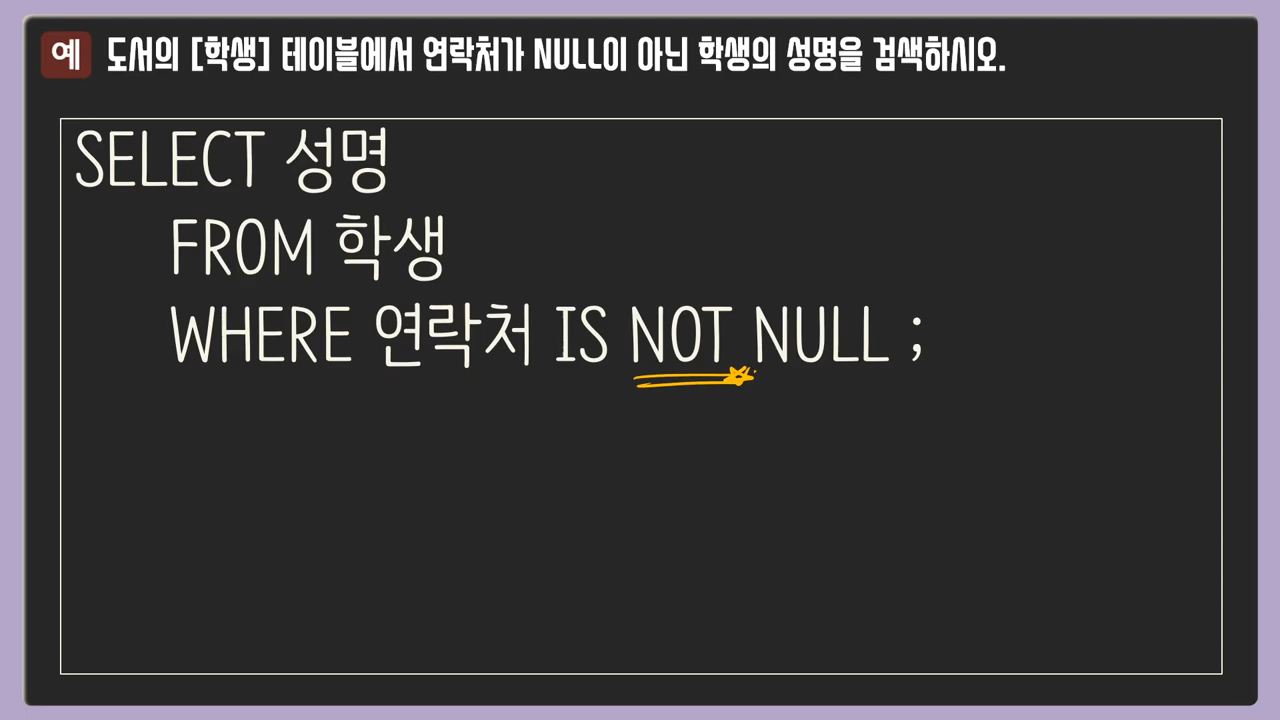 예 도서의 [학생] 테이블에서 연락처가 NULL이 아닌 학생의 성명을 검색하시오.
SELECT 성명
FROM 학생
WHERE 연락처 IS NOT NULL ;